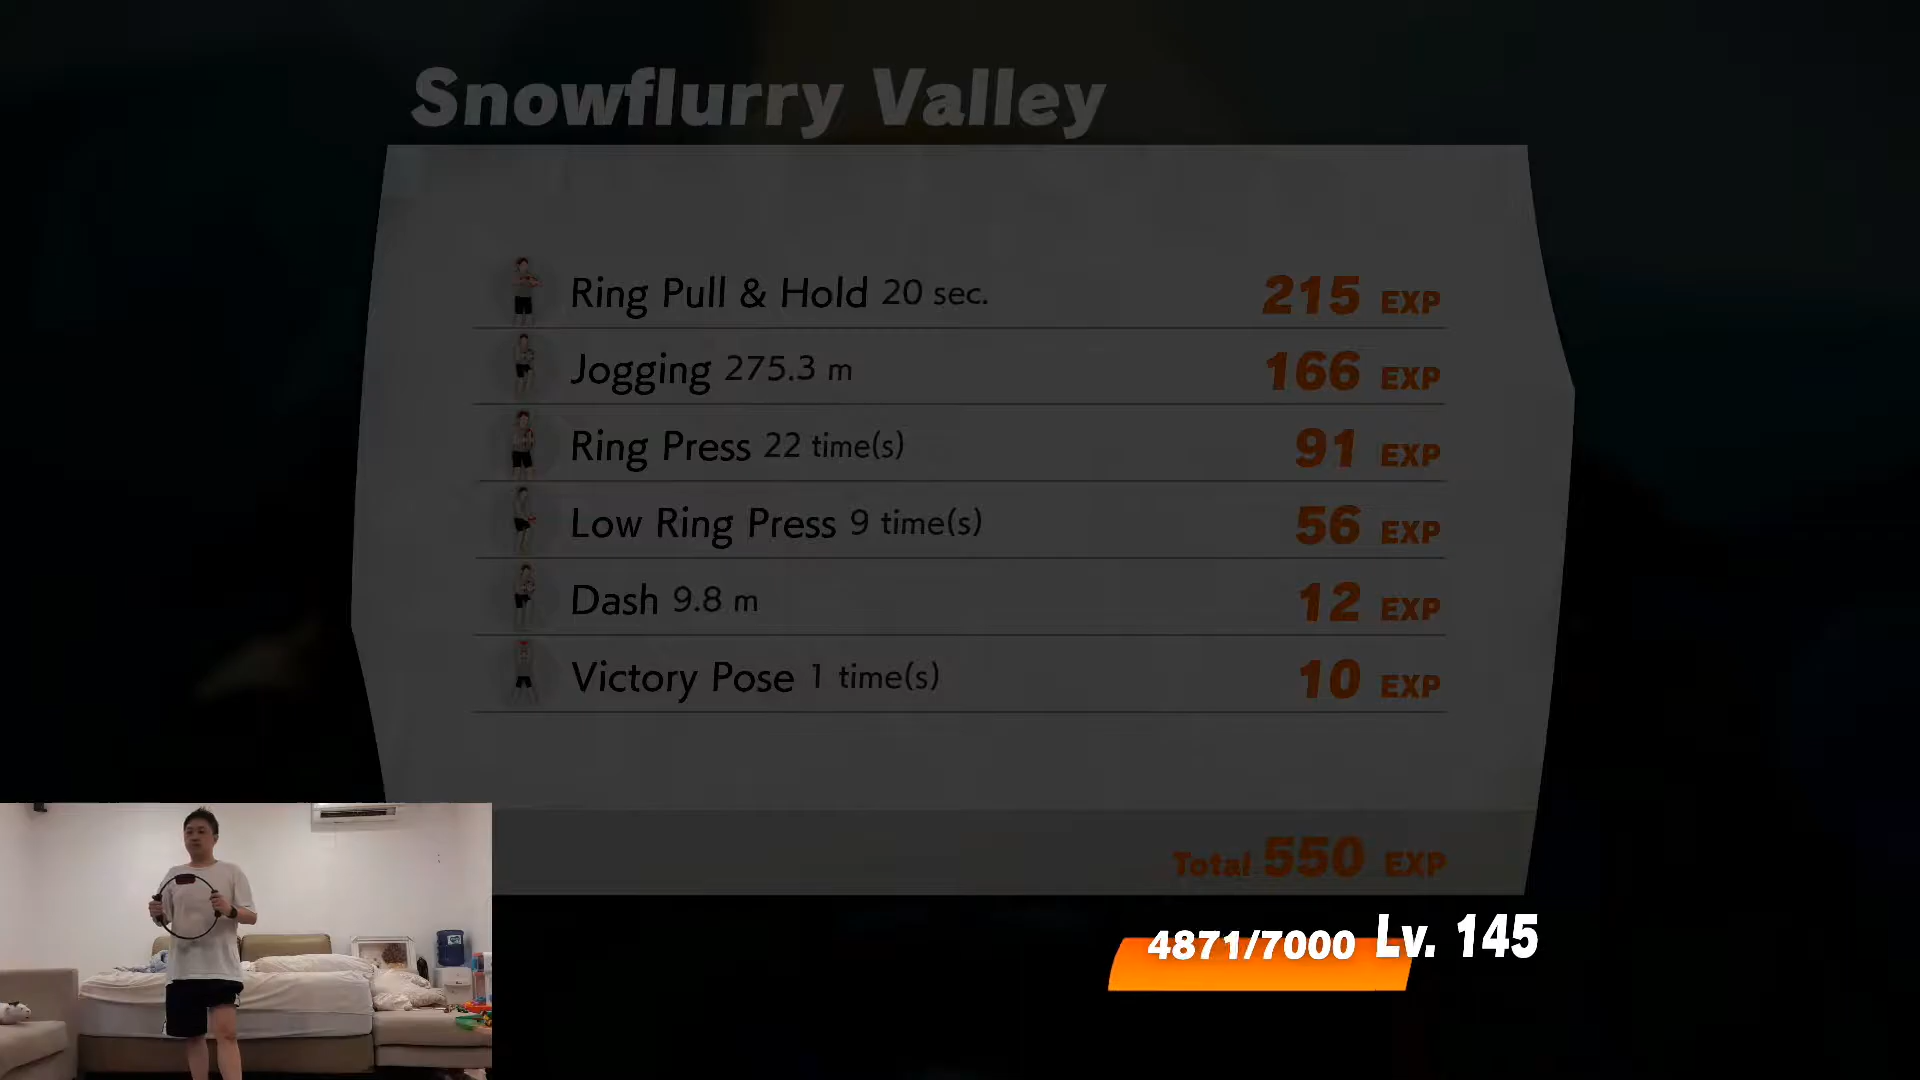 Snowflurry Valley
Ring Pull & Hold 20 sec. 215 EXP
Jogging 275.3 m 166 EXP
Ring Press 22 time(s) 91 EXP
Low Ring Press 9 time(s) 56 EXP
Dash 9.8 m 12 EXP
Victory Pose 1 time(s) 10 EXP
Total 550 EXP
4871/7000 Lv. 145